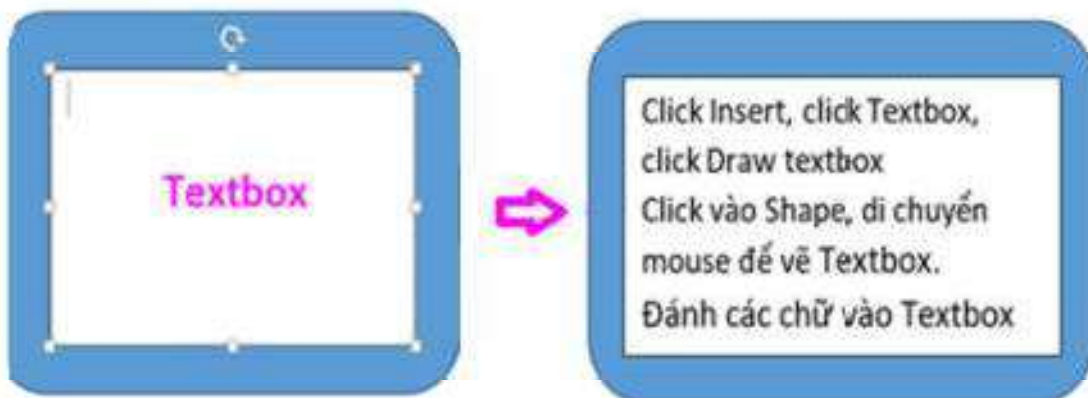 Textbox
Click Insert, click Textbox,
click Draw textbox
Click vào Shape, di chuyển
mouse để vẽ Textbox.
Đánh các chữ vào Textbox